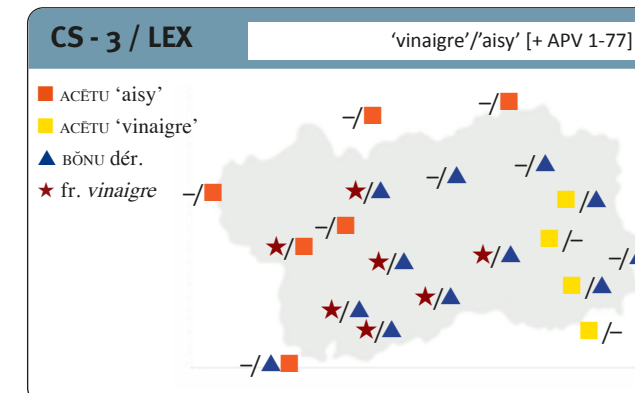 CS - 3 / LEX
‘vinaigre’/’aisy’ [+ APV 1-77]
ACĒTU ‘aisy’
ACĒTU ‘vinaigre’
BŎNU dér.
fr. vinaigre